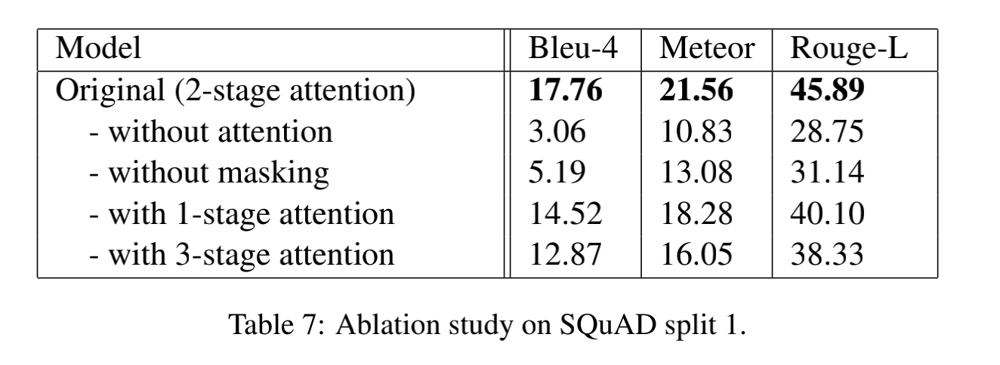 Model Bleu-4 Meteor Rouge-L
Original (2-stage attention) 17.76 21.56 45.89
- without attention 3.06 10.83 28.75
- without masking 5.19 13.08 31.14
- with 1-stage attention 14.52 18.28 40.10
- with 3-stage attention 12.87 16.05 38.33
Table 7: Ablation study on SQuAD split 1.